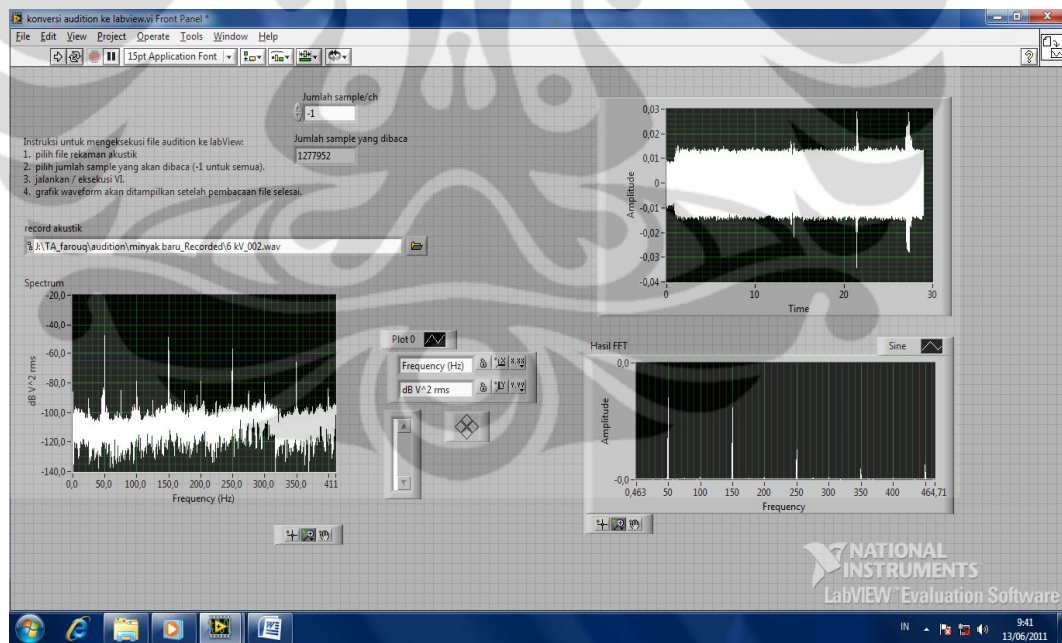 konversi audition ke labview.vi Front Panel *
File Edit View Project Operate Tools Window Help
15pt Application Font
Jumlah sample/ch
-1
Jumlah sample yang dibaca
1277952
Instruksi untuk mengeksekusi file audition ke labView:
1. pilih file rekaman akustik
2. pilih jumlah sample yang akan dibaca (-1 untuk semua).
3. jalankan / eksekusi VI.
4. grafik waveform akan ditampilkan setelah pembacaan file selesai.
record akustik
J:\TA_farouq\audition\minyak baru_Recorded\6 kV_002.wav
0,03
0,02
0,01
0
-0,01
-0,02
-0,03
-0,04
Amplitude
0 10 20 30
Time
Spectrum
-20,0
-40,0
-60,0
-80,0
-100,0
-120,0
-140,0
dB V^2 rms
0,0 50,0 100,0 150,0 200,0 250,0 300,0 350,0 411
Frequency (Hz)
Plot 0
Frequency (Hz)
dB V^2 rms
Hasil FFT
Sine
0,0
-0,0
Amplitude
0,463 50 100 150 200 250 300 350 400 464,71
Frequency
NATIONAL
INSTRUMENTS
LabVIEW™ Evaluation Software
IN
9:41
13/06/2011